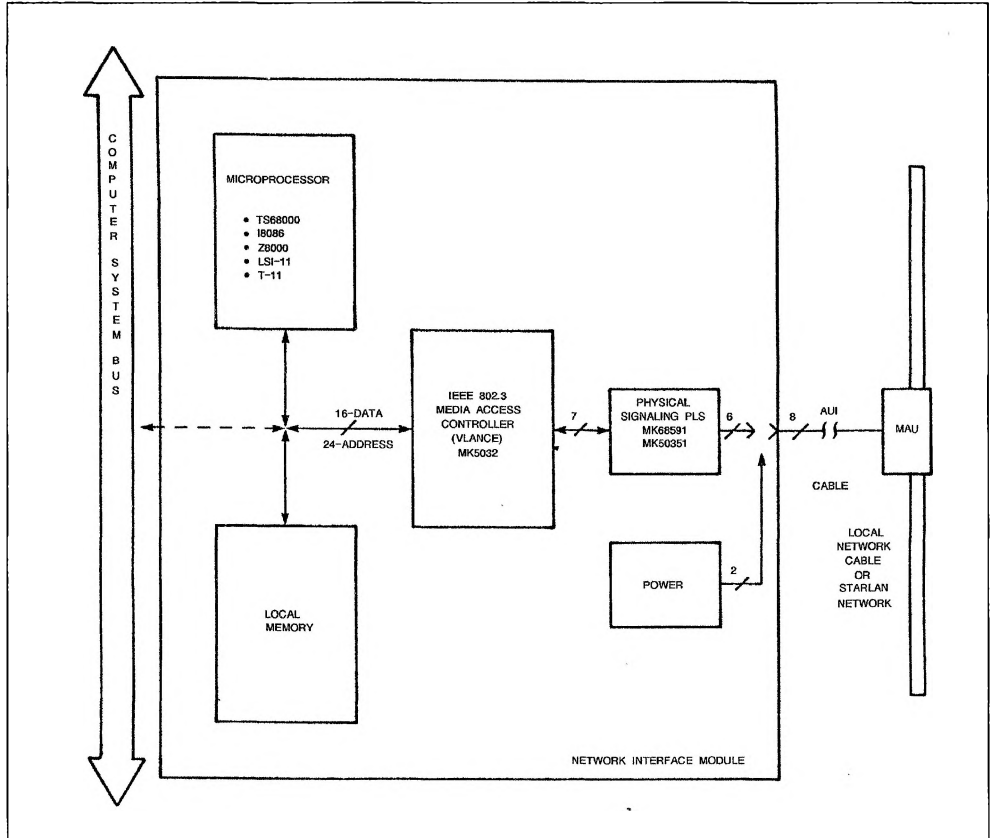 COMPUTER SYSTEM BUS
MICROPROCESSOR
• TS68000
• I8086
• Z8000
• LSI-11
• T-11
16-DATA
24-ADDRESS
IEEE 802.3
MEDIA ACCESS
CONTROLLER
(VLANCE)
MK5032
7
PHYSICAL
SIGNALING PLS
MK68591
MK50351
6
8
AUI
MAU
CABLE
LOCAL
NETWORK
CABLE
OR
STARLAN
NETWORK
POWER
2
LOCAL
MEMORY
NETWORK INTERFACE MODULE